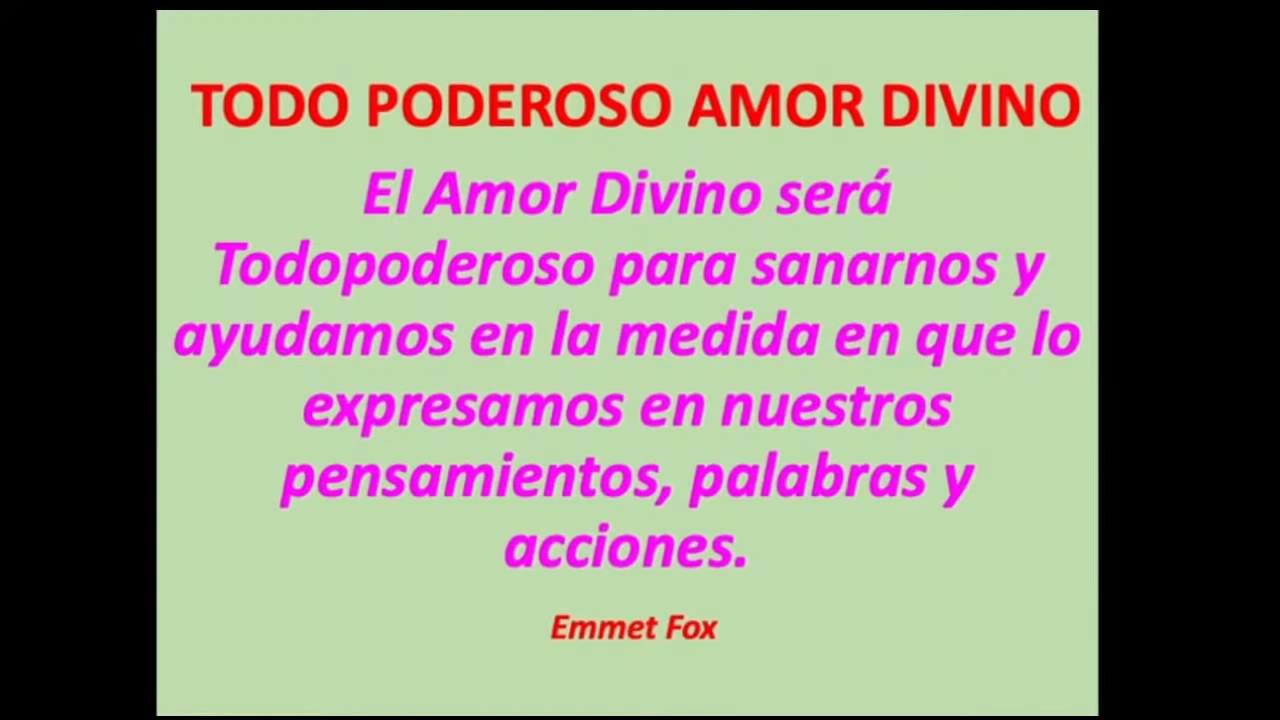 TODO PODEROSO AMOR DIVINO
El Amor Divino será
Todopoderoso para sanarnos y
ayudamos en la medida en que lo
expresamos en nuestros
pensamientos, palabras y
acciones.
Emmet Fox